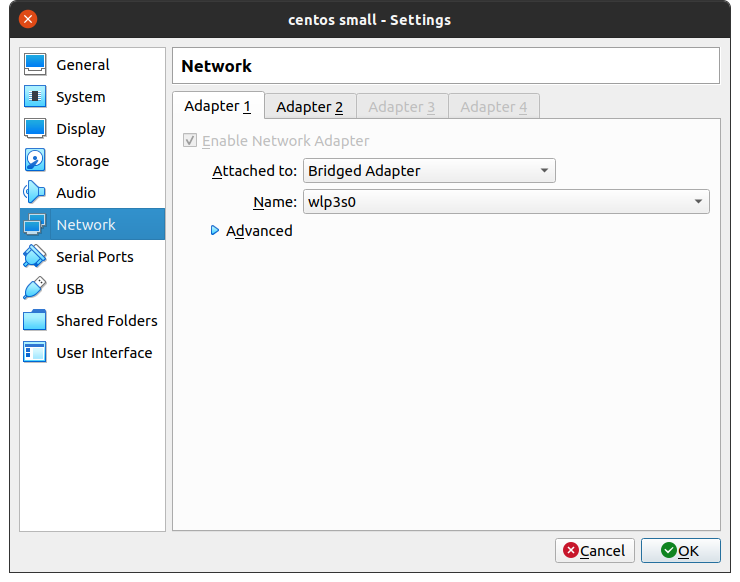 centos small - Settings
General
System
Display
Storage
Audio
Network
Serial Ports
USB
Shared Folders
User Interface
Network
Adapter 1 Adapter 2 Adapter 3 Adapter 4
Enable Network Adapter
Attached to: Bridged Adapter
Name: wlp3s0
Advanced
Cancel OK